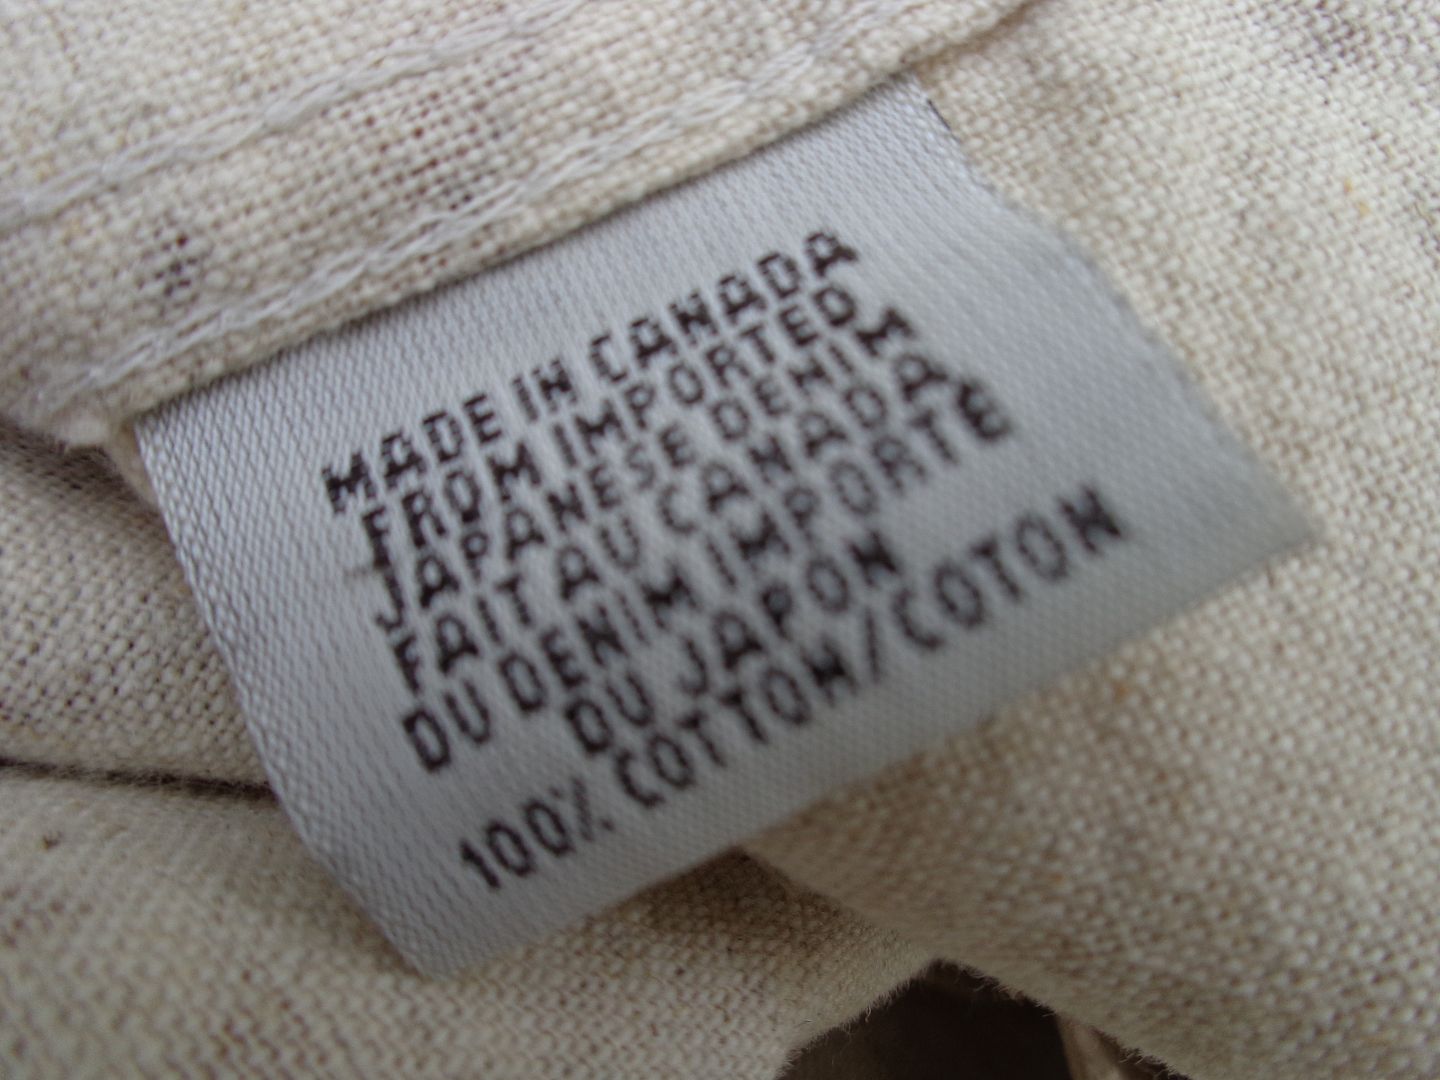 MADE IN CANADA
FROM IMPORTED
JAPANESE DENIM
FAIT AU CANADA
DU DENIM IMPORTE
DU JAPON
100% COTTON/COTON